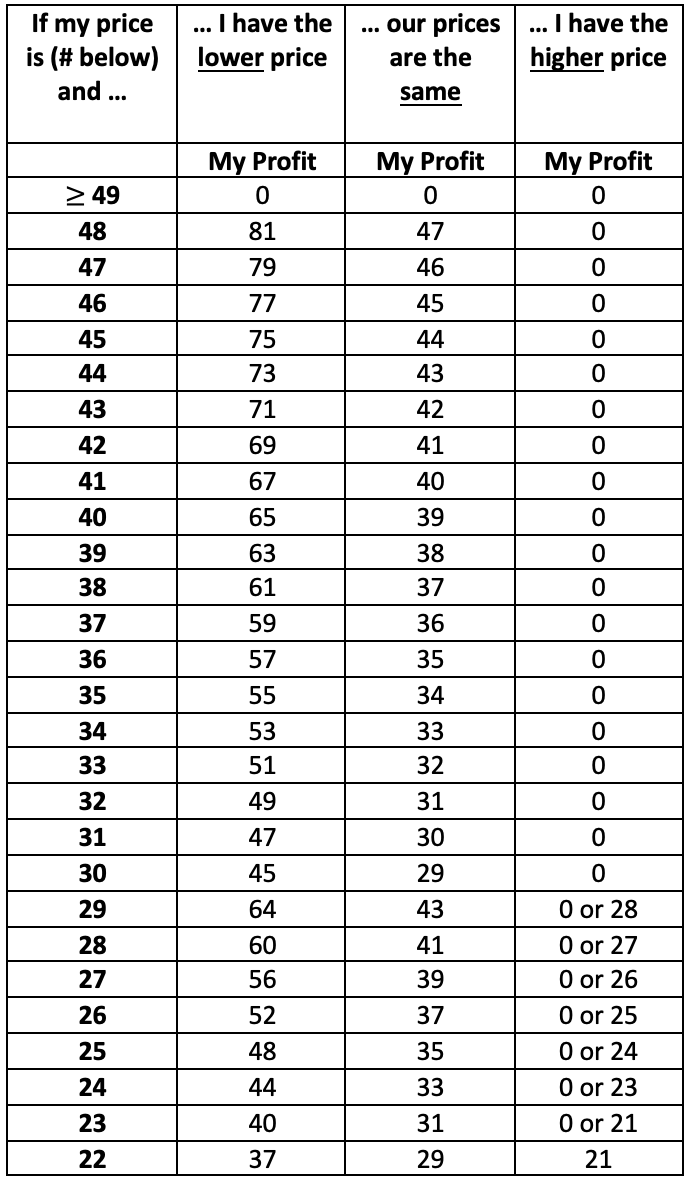 If my price is (# below) and ... | ... I have the lower price | ... our prices are the same | ... I have the higher price
My Profit | My Profit | My Profit
≥ 49 | 0 | 0 | 0
48 | 81 | 47 | 0
47 | 79 | 46 | 0
46 | 77 | 45 | 0
45 | 75 | 44 | 0
44 | 73 | 43 | 0
43 | 71 | 42 | 0
42 | 69 | 41 | 0
41 | 67 | 40 | 0
40 | 65 | 39 | 0
39 | 63 | 38 | 0
38 | 61 | 37 | 0
37 | 59 | 36 | 0
36 | 57 | 35 | 0
35 | 55 | 34 | 0
34 | 53 | 33 | 0
33 | 51 | 32 | 0
32 | 49 | 31 | 0
31 | 47 | 30 | 0
30 | 45 | 29 | 0
29 | 64 | 43 | 0 or 28
28 | 60 | 41 | 0 or 27
27 | 56 | 39 | 0 or 26
26 | 52 | 37 | 0 or 25
25 | 48 | 35 | 0 or 24
24 | 44 | 33 | 0 or 23
23 | 40 | 31 | 0 or 21
22 | 37 | 29 | 21